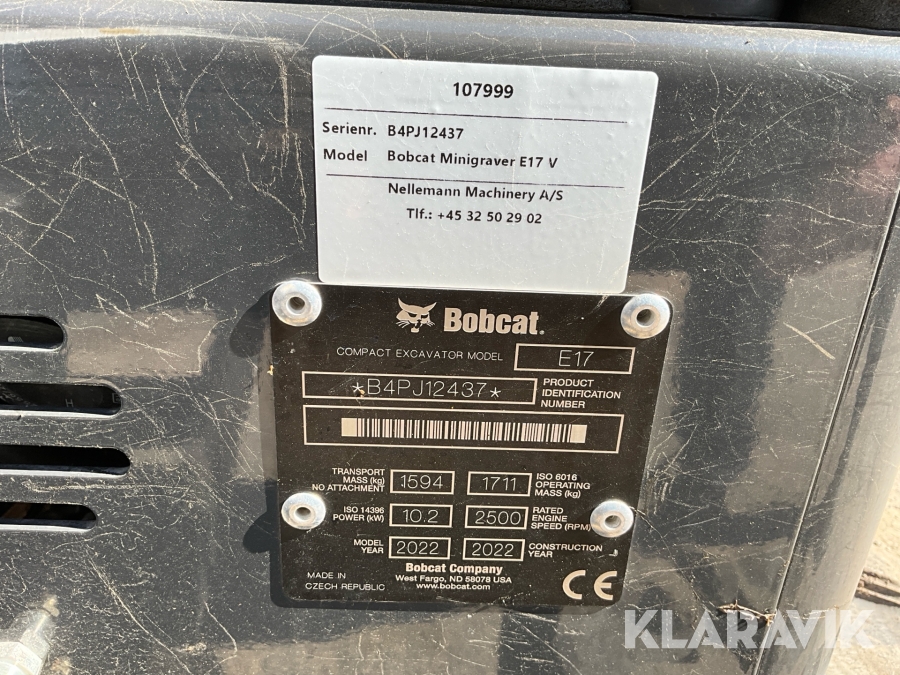 107999
Serienr. B4PJ12437
Model Bobcat Minigraver E17 V
Nellemann Machinery A/S
Tlf.: +45 32 50 29 02
Bobcat®
COMPACT EXCAVATOR MODEL E17
*B4PJ12437* PRODUCT IDENTIFICATION NUMBER
TRANSPORT MASS (kg) NO ATTACHMENT 1594 1711 ISO 6016 OPERATING MASS (kg)
ISO 14396 POWER (kW) 10.2 2500 RATED ENGINE SPEED (RPM)
MODEL YEAR 2022 2022 CONSTRUCTION YEAR
Bobcat Company
West Fargo, ND 58078 USA
www.bobcat.com
MADE IN
CZECH REPUBLIC
CE
KLARAVIK